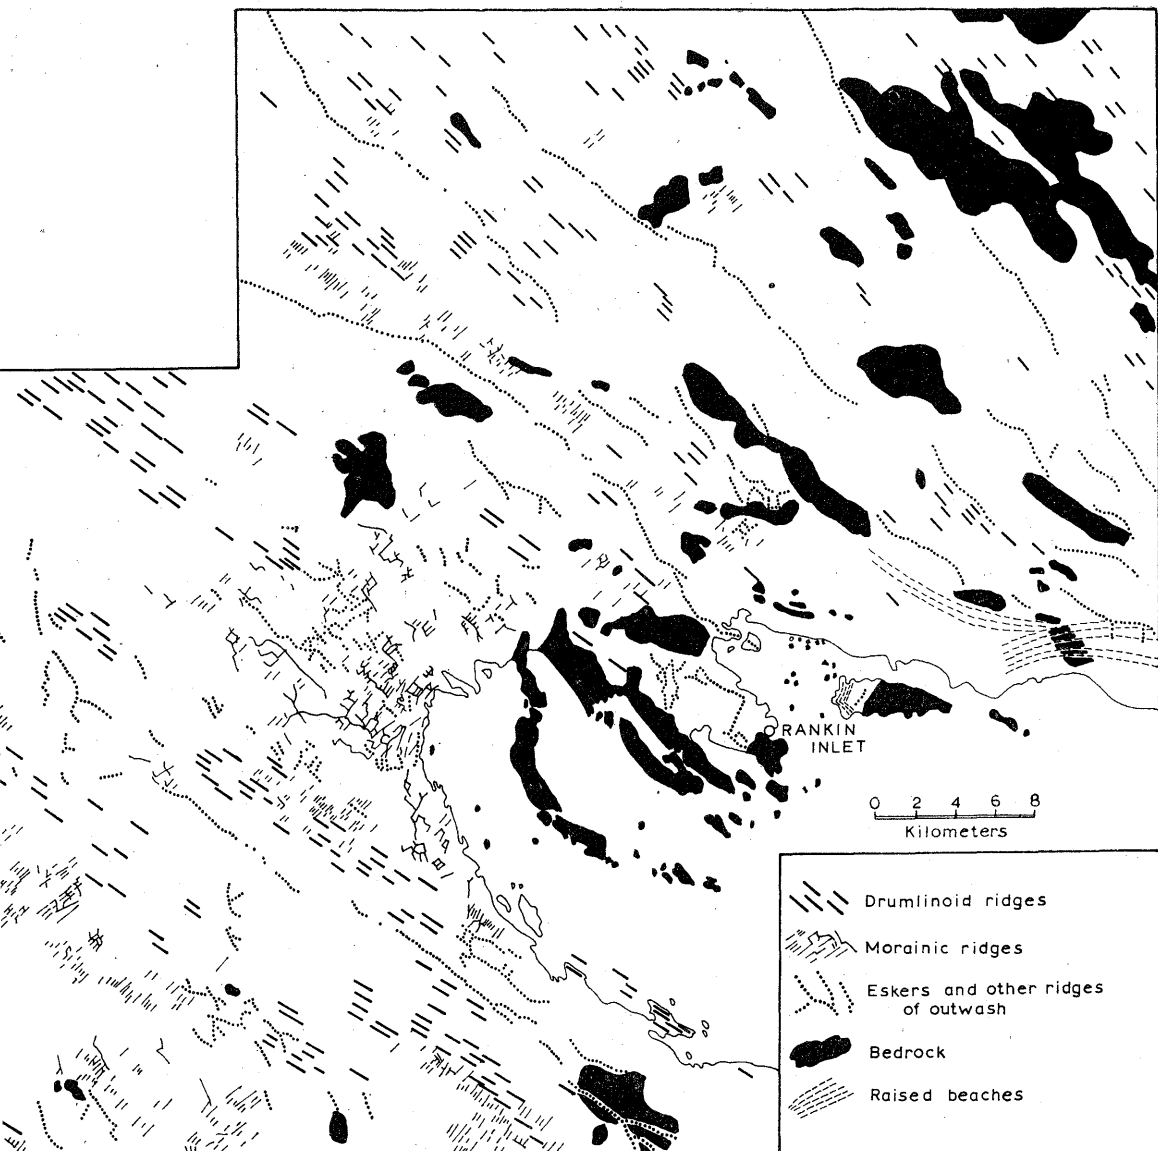 RANKIN
INLET
0 2 4 6 8
Kilometers
Drumlinoid ridges
Morainic ridges
Eskers and other ridges
of outwash
Bedrock
Raised beaches